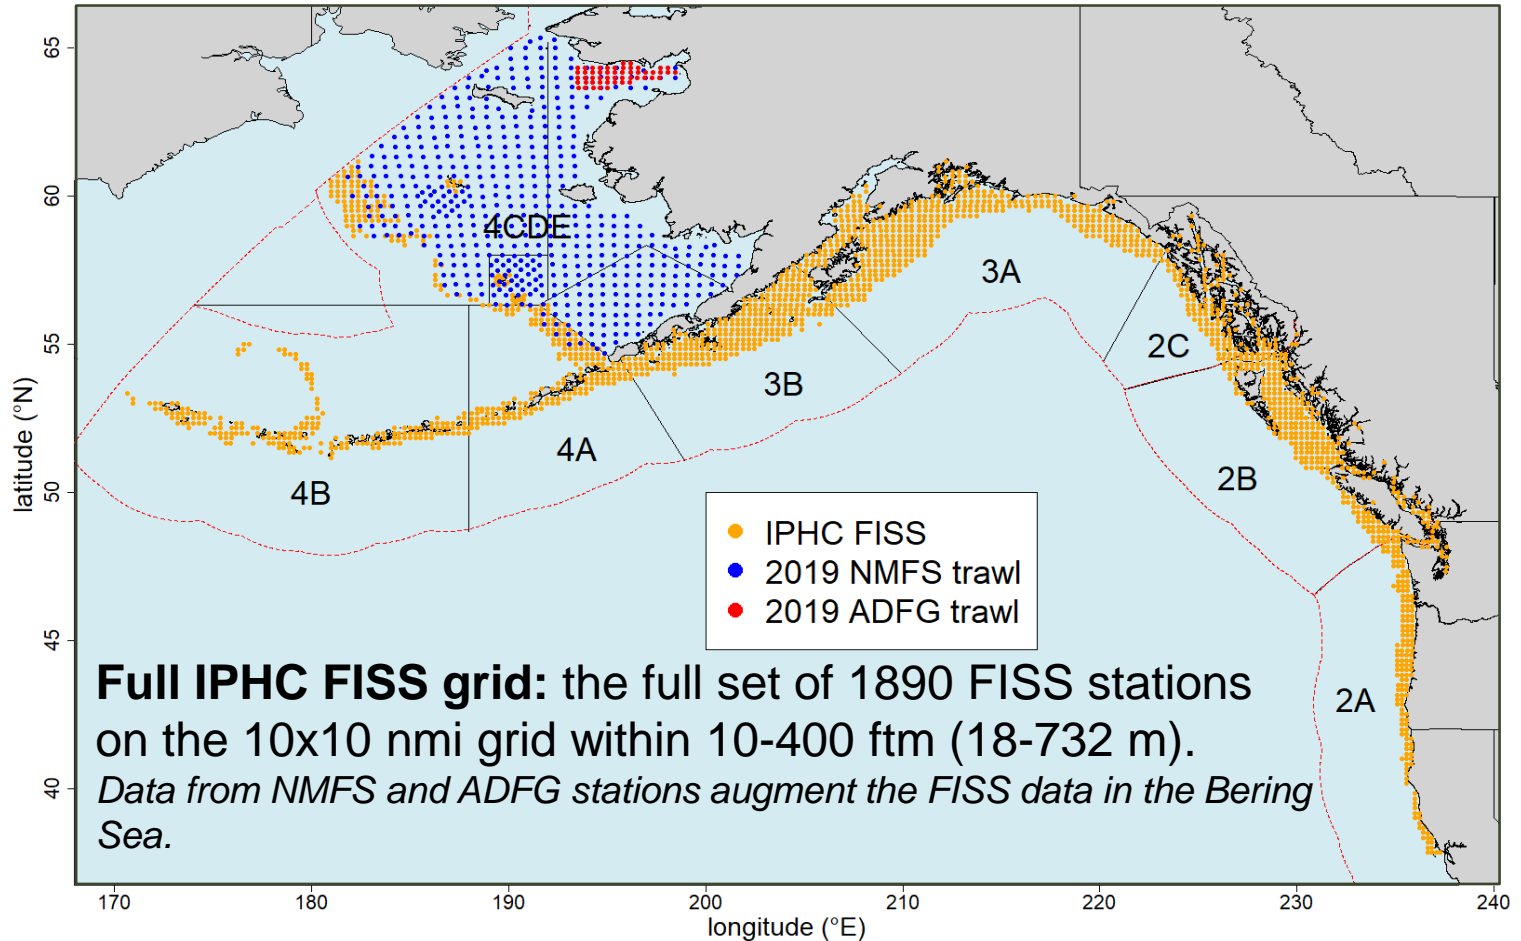 65
60
55
50
45
40
latitude (°N)
4CDE
3A
2C
3B
4A
2B
4B
IPHC FISS
2019 NMFS trawl
2019 ADFG trawl
2A
Full IPHC FISS grid: the full set of 1890 FISS stations
on the 10x10 nmi grid within 10-400 ftm (18-732 m).
Data from NMFS and ADFG stations augment the FISS data in the Bering
Sea.
170 180 190 200 210 220 230 240
longitude (°E)